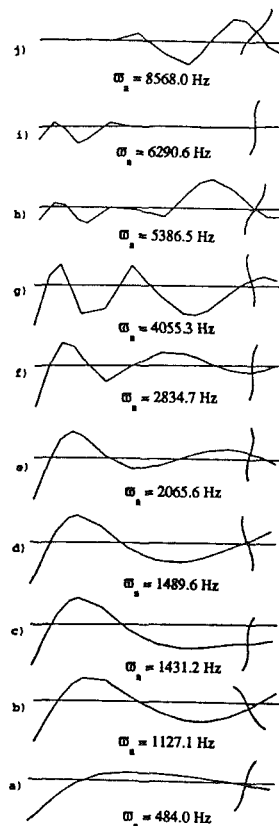 j)
ϖₙ = 8568.0 Hz
i)
ϖₙ = 6290.6 Hz
h)
ϖₙ = 5386.5 Hz
g)
ϖₙ = 4055.3 Hz
f)
ϖₙ = 2834.7 Hz
e)
ϖₙ = 2065.6 Hz
d)
ϖₙ = 1489.6 Hz
c)
ϖₙ = 1431.2 Hz
b)
ϖₙ = 1127.1 Hz
a)
ϖₙ = 484.0 Hz